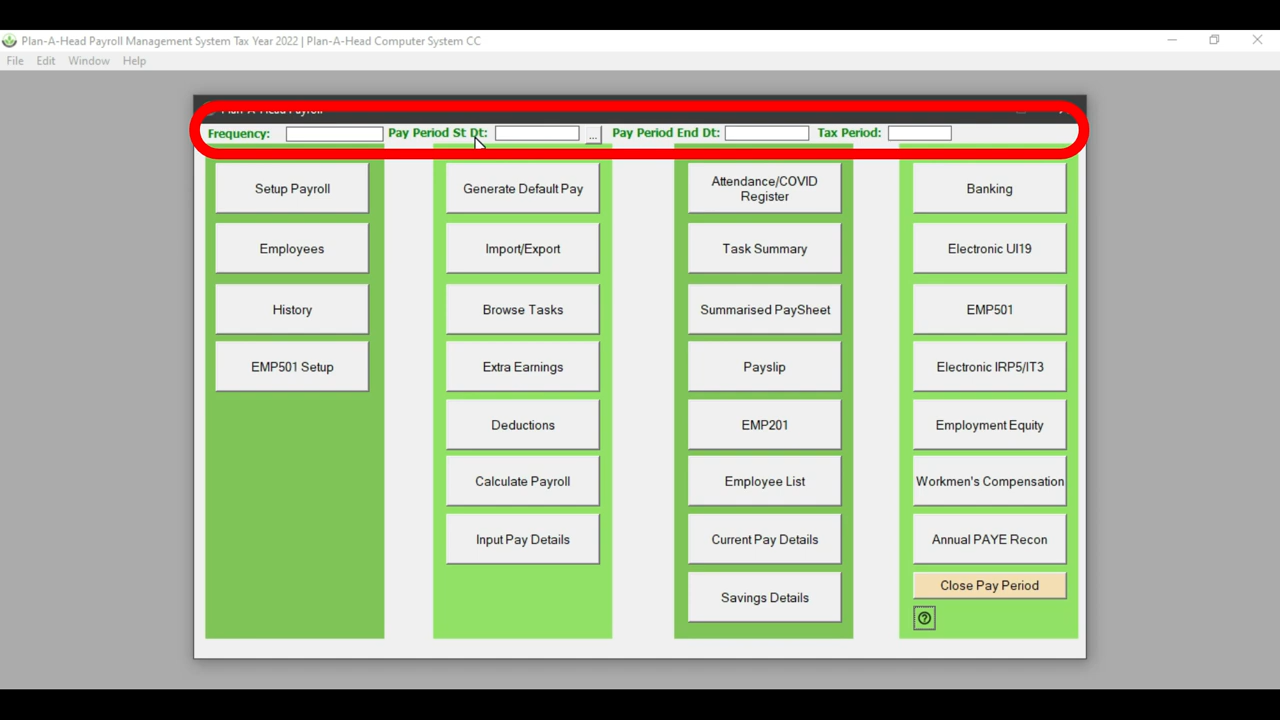 Plan-A-Head Payroll Management System Tax Year 2022 | Plan-A-Head Computer System CC
File Edit Window Help
Plan-A-Head Payroll
Frequency: Pay Period St Dt: ... Pay Period End Dt: Tax Period:
Setup Payroll
Employees
History
EMP501 Setup
Generate Default Pay
Import/Export
Browse Tasks
Extra Earnings
Deductions
Calculate Payroll
Input Pay Details
Attendance/COVID
Register
Task Summary
Summarised PaySheet
Payslip
EMP201
Employee List
Current Pay Details
Savings Details
Banking
Electronic UI19
EMP501
Electronic IRP5/IT3
Employment Equity
Workmen's Compensation
Annual PAYE Recon
Close Pay Period
?